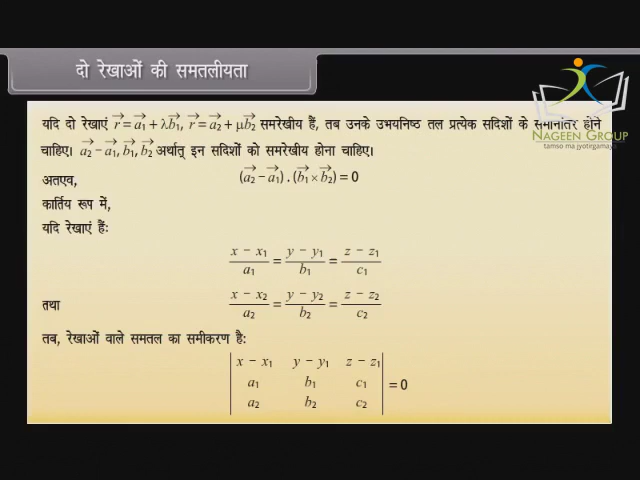 दो रेखाओं की समतलीयता
NAGEEN GROUP
tamso ma jyotirgamaya
यदि दो रेखाएं r⃗ = a⃗₁ + λb⃗₁, r⃗ = a⃗₂ + μb⃗₂ समरेखीय हैं, तब उनके उभयनिष्ठ तल प्रत्येक सदिशों के समानांतर होने
चाहिए। a⃗₂ − a⃗₁, b⃗₁, b⃗₂ अर्थात् इन सदिशों को समरेखीय होना चाहिए।
अतएव, (a⃗₂ − a⃗₁) . (b⃗₁ × b⃗₂) = 0
कार्तिय रूप में,
यदि रेखाएं हैंः
(x − x₁)/a₁ = (y − y₁)/b₁ = (z − z₁)/c₁
तथा (x − x₂)/a₂ = (y − y₂)/b₂ = (z − z₂)/c₂
तब, रेखाओं वाले समतल का समीकरण हैः
| x − x₁ y − y₁ z − z₁ |
| a₁ b₁ c₁ | = 0
| a₂ b₂ c₂ |